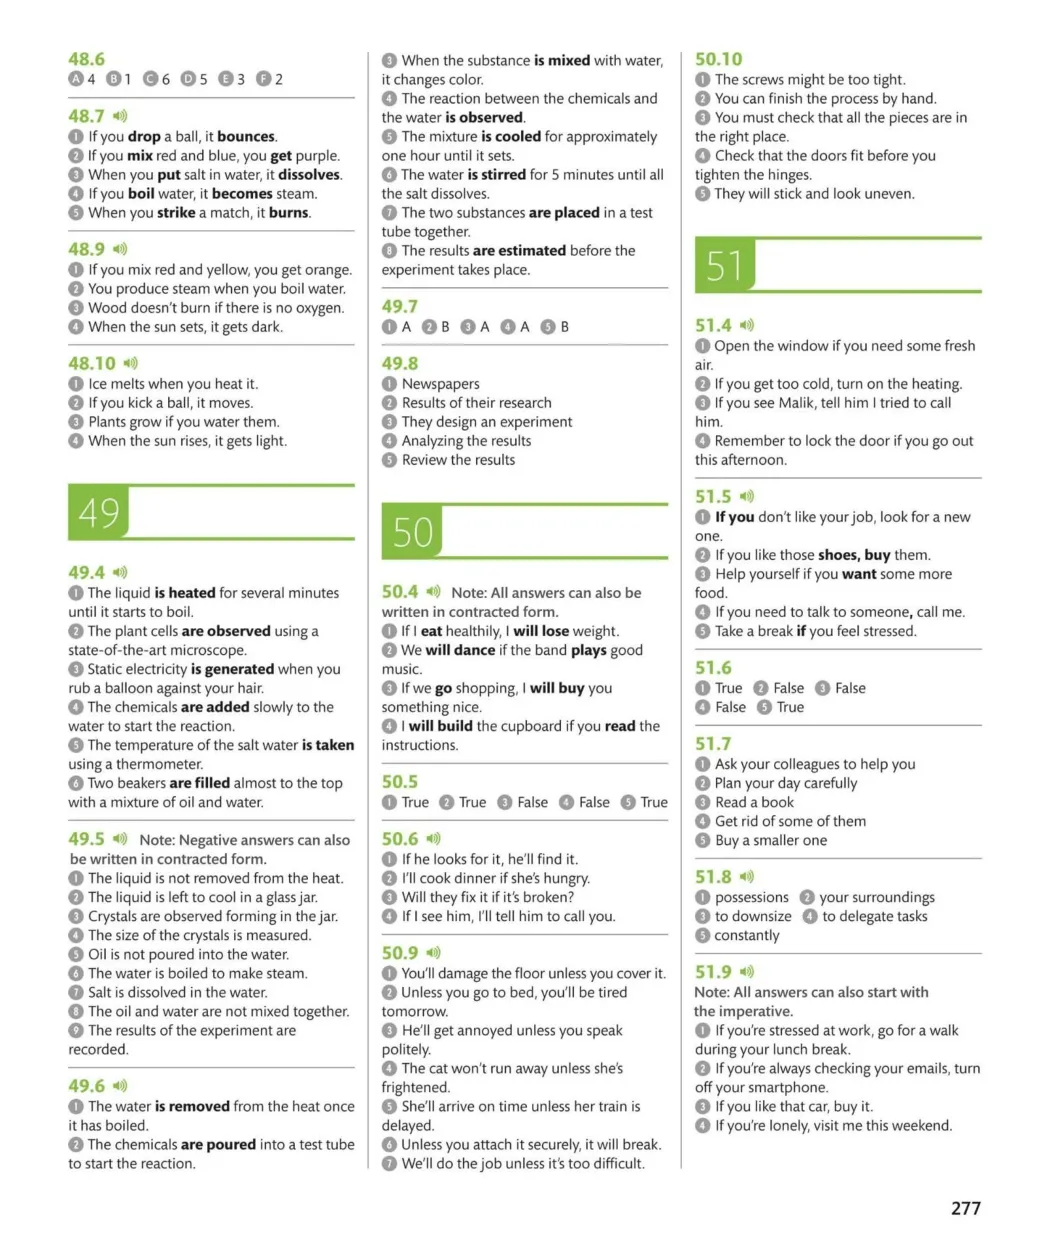 48.6
A 4 B 1 C 6 D 5 E 3 F 2
48.7
1 If you drop a ball, it bounces.
2 If you mix red and blue, you get purple.
3 When you put salt in water, it dissolves.
4 If you boil water, it becomes steam.
5 When you strike a match, it burns.
48.9
1 If you mix red and yellow, you get orange.
2 You produce steam when you boil water.
3 Wood doesn't burn if there is no oxygen.
4 When the sun sets, it gets dark.
48.10
1 Ice melts when you heat it.
2 If you kick a ball, it moves.
3 Plants grow if you water them.
4 When the sun rises, it gets light.
49
49.4
1 The liquid is heated for several minutes
until it starts to boil.
2 The plant cells are observed using a
state-of-the-art microscope.
3 Static electricity is generated when you
rub a balloon against your hair.
4 The chemicals are added slowly to the
water to start the reaction.
5 The temperature of the salt water is taken
using a thermometer.
6 Two beakers are filled almost to the top
with a mixture of oil and water.
49.5 Note: Negative answers can also
be written in contracted form.
1 The liquid is not removed from the heat.
2 The liquid is left to cool in a glass jar.
3 Crystals are observed forming in the jar.
4 The size of the crystals is measured.
5 Oil is not poured into the water.
6 The water is boiled to make steam.
7 Salt is dissolved in the water.
8 The oil and water are not mixed together.
9 The results of the experiment are
recorded.
49.6
1 The water is removed from the heat once
it has boiled.
2 The chemicals are poured into a test tube
to start the reaction.
3 When the substance is mixed with water,
it changes color.
4 The reaction between the chemicals and
the water is observed.
5 The mixture is cooled for approximately
one hour until it sets.
6 The water is stirred for 5 minutes until all
the salt dissolves.
7 The two substances are placed in a test
tube together.
8 The results are estimated before the
experiment takes place.
49.7
1 A 2 B 3 A 4 A 5 B
49.8
1 Newspapers
2 Results of their research
3 They design an experiment
4 Analyzing the results
5 Review the results
50
50.4 Note: All answers can also be
written in contracted form.
1 If I eat healthily, I will lose weight.
2 We will dance if the band plays good
music.
3 If we go shopping, I will buy you
something nice.
4 I will build the cupboard if you read the
instructions.
50.5
1 True 2 True 3 False 4 False 5 True
50.6
1 If he looks for it, he'll find it.
2 I'll cook dinner if she's hungry.
3 Will they fix it if it's broken?
4 If I see him, I'll tell him to call you.
50.9
1 You'll damage the floor unless you cover it.
2 Unless you go to bed, you'll be tired
tomorrow.
3 He'll get annoyed unless you speak
politely.
4 The cat won't run away unless she's
frightened.
5 She'll arrive on time unless her train is
delayed.
6 Unless you attach it securely, it will break.
7 We'll do the job unless it's too difficult.
50.10
1 The screws might be too tight.
2 You can finish the process by hand.
3 You must check that all the pieces are in
the right place.
4 Check that the doors fit before you
tighten the hinges.
5 They will stick and look uneven.
51
51.4
1 Open the window if you need some fresh
air.
2 If you get too cold, turn on the heating.
3 If you see Malik, tell him I tried to call
him.
4 Remember to lock the door if you go out
this afternoon.
51.5
1 If you don't like your job, look for a new
one.
2 If you like those shoes, buy them.
3 Help yourself if you want some more
food.
4 If you need to talk to someone, call me.
5 Take a break if you feel stressed.
51.6
1 True 2 False 3 False
4 False 5 True
51.7
1 Ask your colleagues to help you
2 Plan your day carefully
3 Read a book
4 Get rid of some of them
5 Buy a smaller one
51.8
1 possessions 2 your surroundings
3 to downsize 4 to delegate tasks
5 constantly
51.9
Note: All answers can also start with
the imperative.
1 If you're stressed at work, go for a walk
during your lunch break.
2 If you're always checking your emails, turn
off your smartphone.
3 If you like that car, buy it.
4 If you're lonely, visit me this weekend.
277